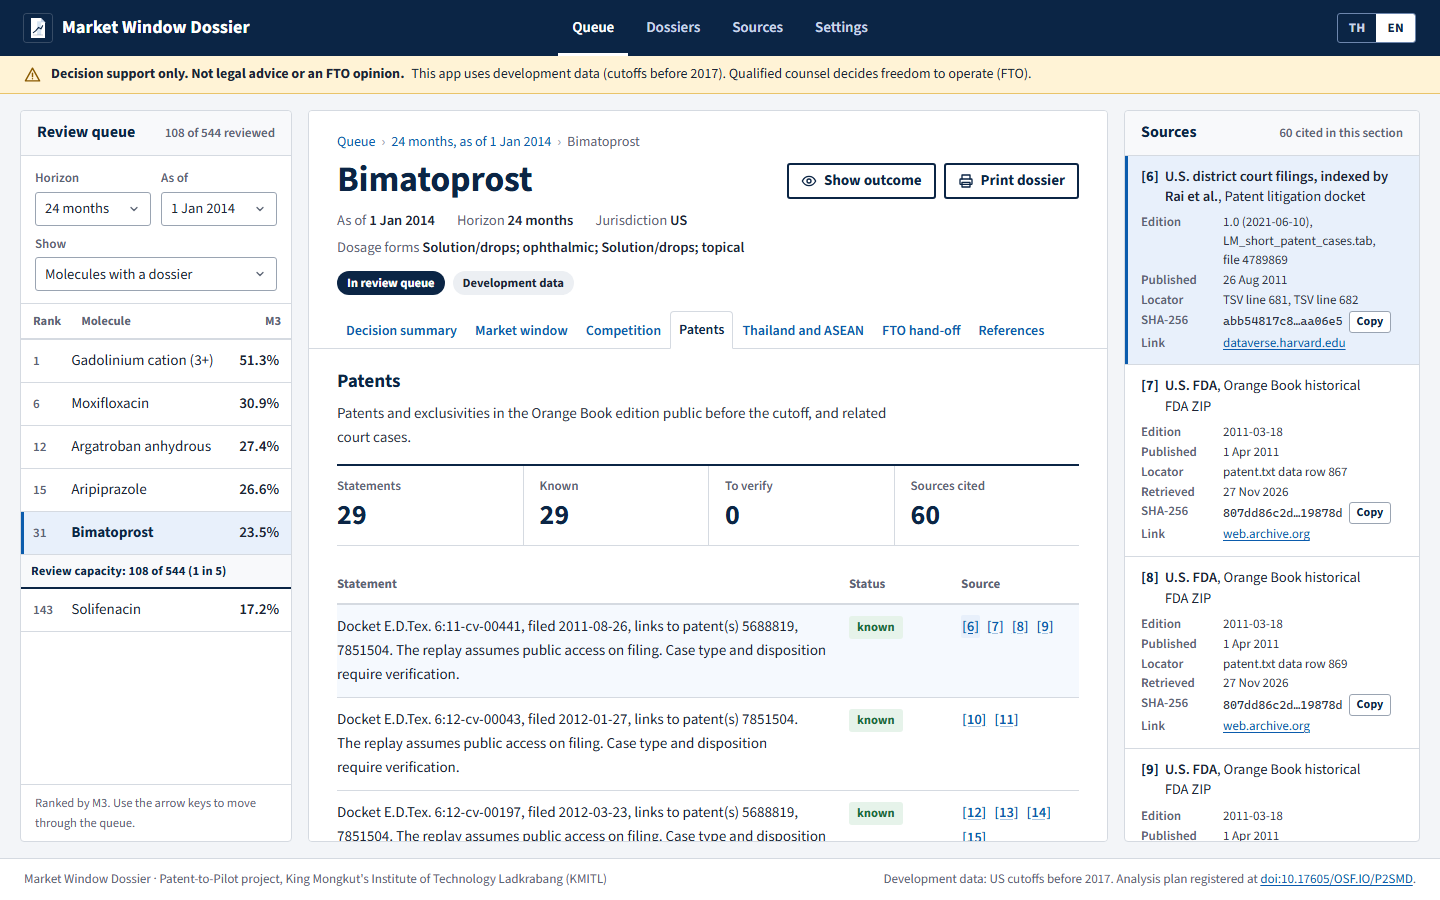 Market Window Dossier
Queue
Dossiers
Sources
Settings
TH
EN
Decision support only. Not legal advice or an FTO opinion. This app uses development data (cutoffs before 2017). Qualified counsel decides freedom to operate (FTO).
Review queue
108 of 544 reviewed
Horizon
As of
24 months
1 Jan 2014
Show
Molecules with a dossier
Rank Molecule M3
1 Gadolinium cation (3+) 51.3%
6 Moxifloxacin 30.9%
12 Argatroban anhydrous 27.4%
15 Aripiprazole 26.6%
31 Bimatoprost 23.5%
Review capacity: 108 of 544 (1 in 5)
143 Solifenacin 17.2%
Ranked by M3. Use the arrow keys to move
through the queue.
Queue › 24 months, as of 1 Jan 2014 › Bimatoprost
Bimatoprost
Show outcome
Print dossier
As of 1 Jan 2014 Horizon 24 months Jurisdiction US
Dosage forms Solution/drops; ophthalmic; Solution/drops; topical
In review queue
Development data
Decision summary
Market window
Competition
Patents
Thailand and ASEAN
FTO hand-off
References
Patents
Patents and exclusivities in the Orange Book edition public before the cutoff, and related
court cases.
Statements
29
Known
29
To verify
0
Sources cited
60
Statement Status Source
Docket E.D.Tex. 6:11-cv-00441, filed 2011-08-26, links to patent(s) 5688819,
7851504. The replay assumes public access on filing. Case type and disposition
require verification.
known
[6] [7] [8] [9]
Docket E.D.Tex. 6:12-cv-00043, filed 2012-01-27, links to patent(s) 7851504.
The replay assumes public access on filing. Case type and disposition
require verification.
known
[10] [11]
Docket E.D.Tex. 6:12-cv-00197, filed 2012-03-23, links to patent(s) 5688819,
7851504. The replay assumes public access on filing. Case type and disposition
known
[12] [13] [14]
[15]
Sources
60 cited in this section
[6] U.S. district court filings, indexed by
Rai et al., Patent litigation docket
Edition 1.0 (2021-06-10),
LM_short_patent_cases.tab,
file 4789869
Published 26 Aug 2011
Locator TSV line 681, TSV line 682
SHA-256 abb54817c8…aa06e5 Copy
Link dataverse.harvard.edu
[7] U.S. FDA, Orange Book historical
FDA ZIP
Edition 2011-03-18
Published 1 Apr 2011
Locator patent.txt data row 867
Retrieved 27 Nov 2026
SHA-256 807dd86c2d…19878d Copy
Link web.archive.org
[8] U.S. FDA, Orange Book historical
FDA ZIP
Edition 2011-03-18
Published 1 Apr 2011
Locator patent.txt data row 869
Retrieved 27 Nov 2026
SHA-256 807dd86c2d…19878d Copy
Link web.archive.org
[9] U.S. FDA, Orange Book historical
FDA ZIP
Edition 2011-03-18
Published 1 Apr 2011
Market Window Dossier · Patent-to-Pilot project, King Mongkut's Institute of Technology Ladkrabang (KMITL)
Development data: US cutoffs before 2017. Analysis plan registered at doi:10.17605/OSF.IO/P2SMD.